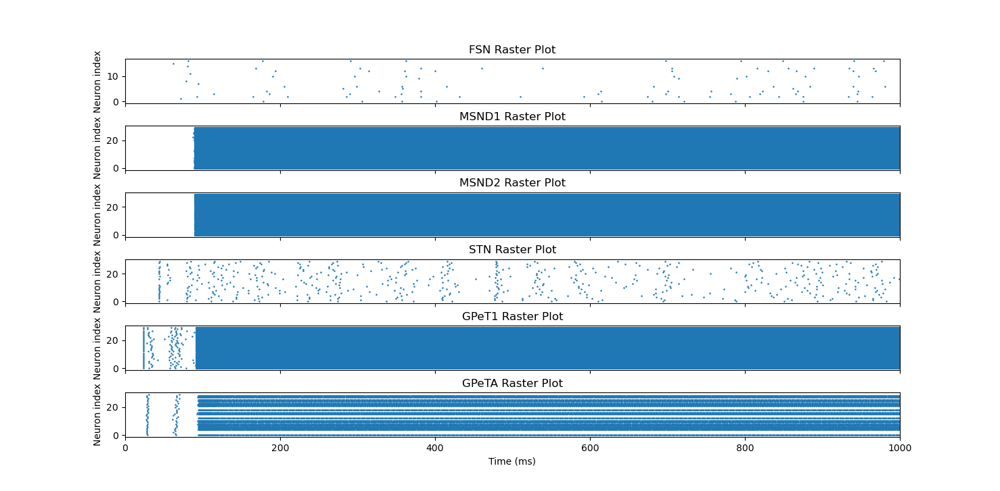 FSN Raster Plot
Neuron index
10
0
MSND1 Raster Plot
Neuron index
20
0
MSND2 Raster Plot
Neuron index
20
0
STN Raster Plot
Neuron index
20
0
GPeT1 Raster Plot
Neuron index
20
0
GPeTA Raster Plot
Neuron index
20
0
0 200 400 600 800 1000
Time (ms)